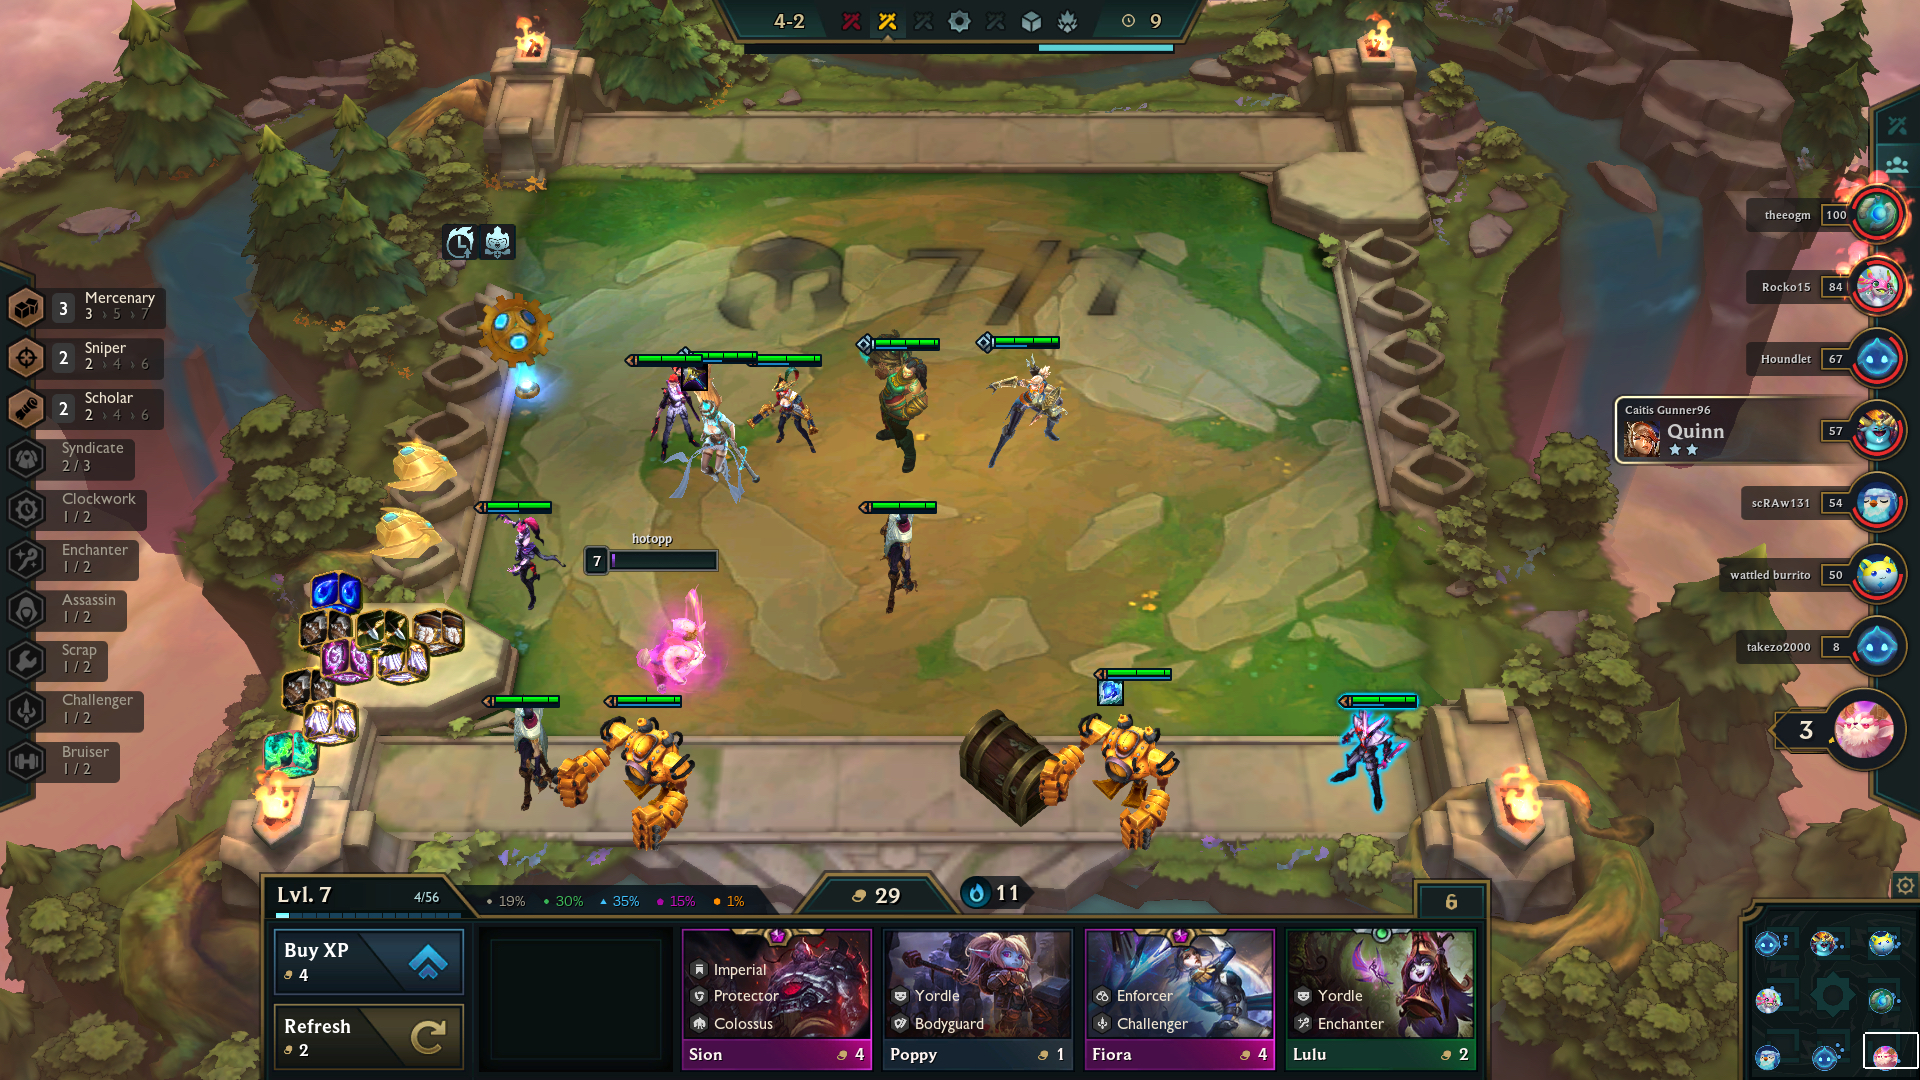 4-2
9
7/7
theeogm 100
Rocko15 84
Houndlet 67
Caitis Gunner96
Quinn
57
scRAw131 54
wattled burrito 50
takezo2000 8
3
3 Mercenary
3 › 5 › 7
2 Sniper
2 › 4 › 6
2 Scholar
2 › 4 › 6
Syndicate
2 / 3
Clockwork
1 / 2
Enchanter
1 / 2
Assassin
1 / 2
Scrap
1 / 2
Challenger
1 / 2
Bruiser
1 / 2
hotopp
7
Lvl. 7
4/56
19% 30% 35% 15% 1%
29
11
6
Buy XP
4
Refresh
2
Imperial
Protector
Colossus
Sion 4
Yordle
Bodyguard
Poppy 1
Enforcer
Challenger
Fiora 4
Yordle
Enchanter
Lulu 2